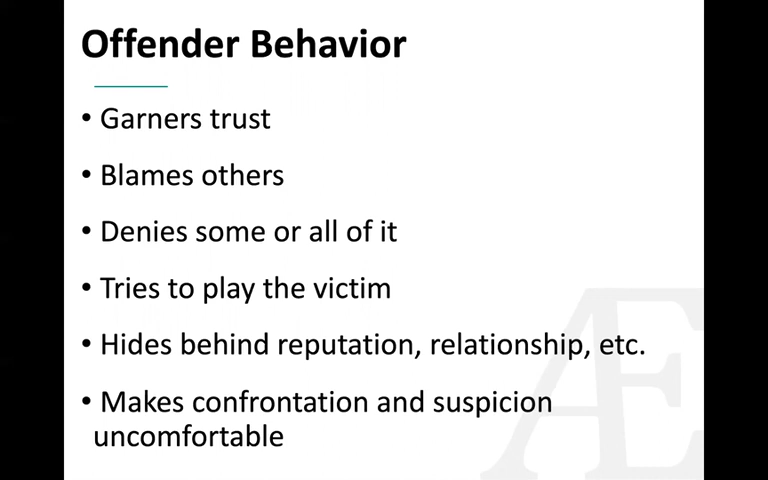 Offender Behavior
• Garners trust
• Blames others
• Denies some or all of it
• Tries to play the victim
• Hides behind reputation, relationship, etc.
• Makes confrontation and suspicion
uncomfortable
Æ